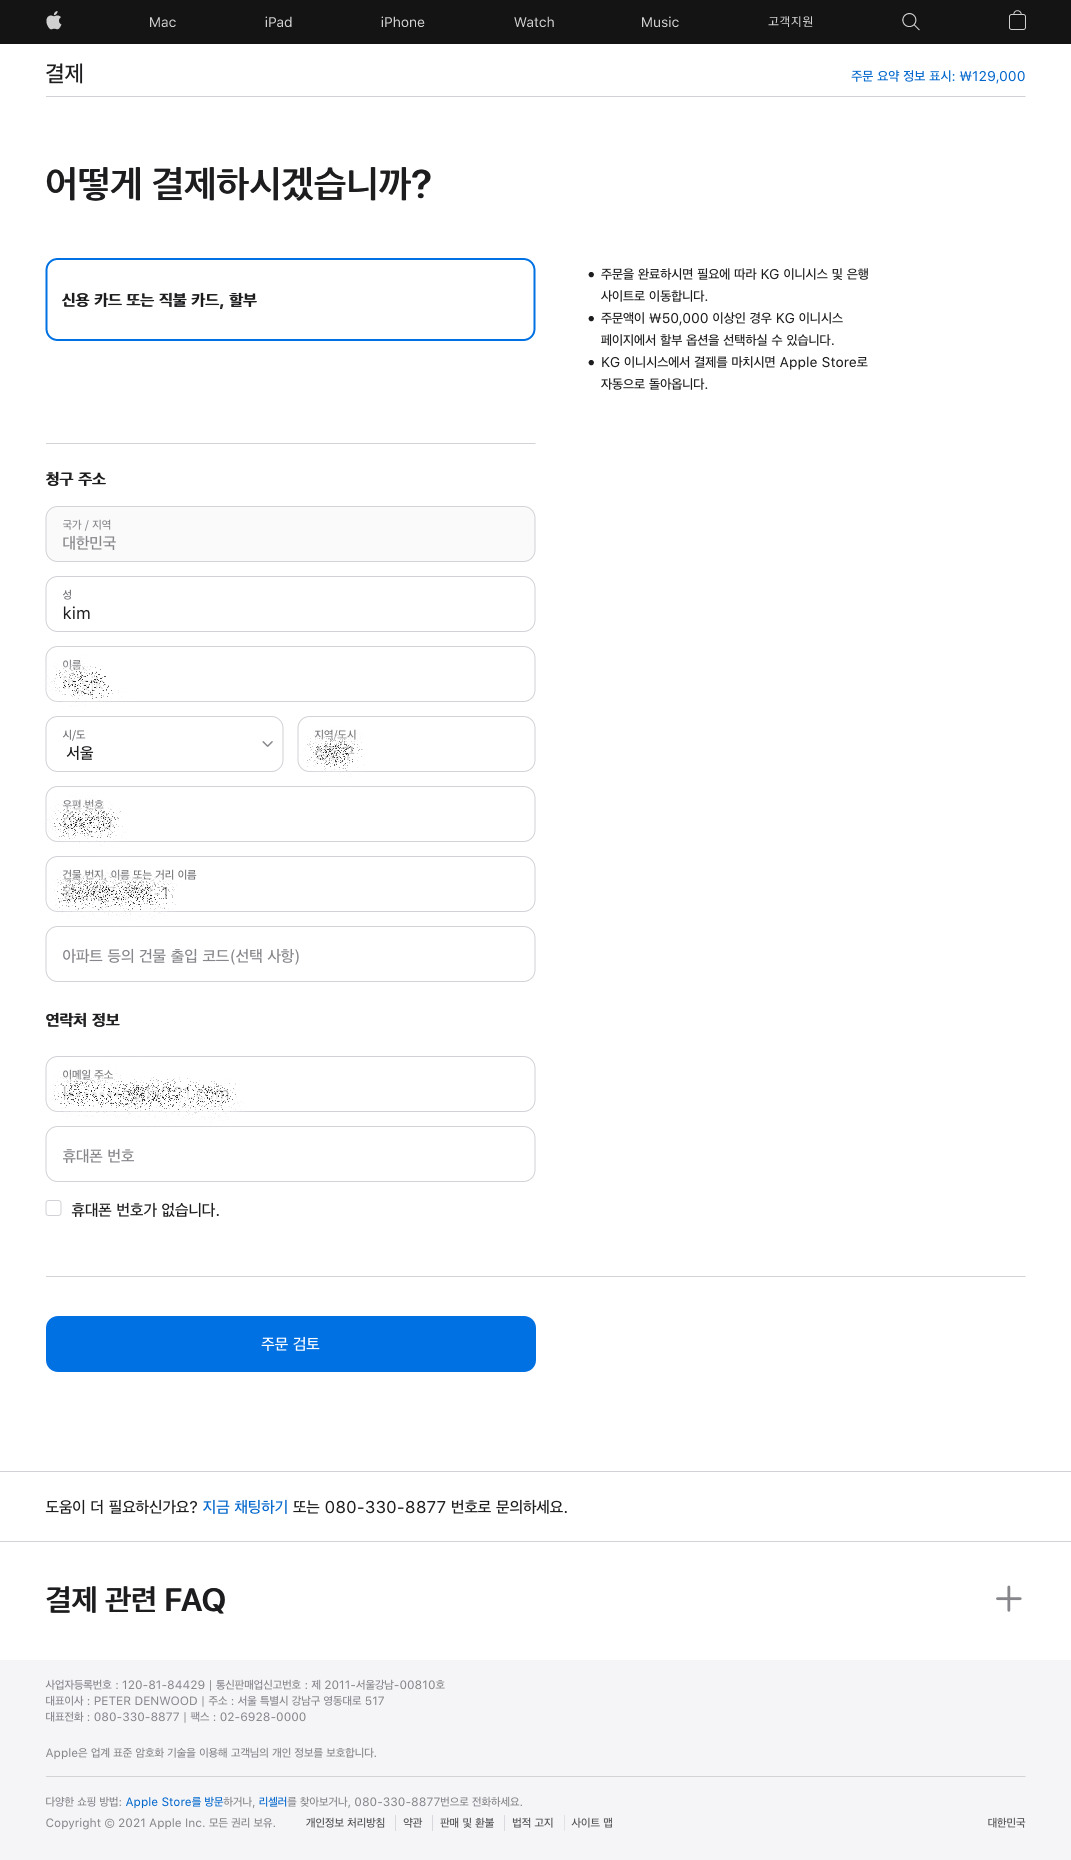 Mac iPad iPhone Watch Music 고객지원
결제
주문 요약 정보 표시: ₩129,000
어떻게 결제하시겠습니까?
신용 카드 또는 직불 카드, 할부
• 주문을 완료하시면 필요에 따라 KG 이니시스 및 은행
사이트로 이동합니다.
• 주문액이 ₩50,000 이상인 경우 KG 이니시스
페이지에서 할부 옵션을 선택하실 수 있습니다.
• KG 이니시스에서 결제를 마치시면 Apple Store로
자동으로 돌아옵니다.
청구 주소
국가 / 지역
대한민국
성
kim
이름
시/도
서울
지역/도시
우편 번호
건물 번지, 이름 또는 거리 이름
아파트 등의 건물 출입 코드(선택 사항)
연락처 정보
이메일 주소
휴대폰 번호
휴대폰 번호가 없습니다.
주문 검토
도움이 더 필요하신가요? 지금 채팅하기 또는 080-330-8877 번호로 문의하세요.
결제 관련 FAQ
사업자등록번호 : 120-81-84429 | 통신판매업신고번호 : 제 2011-서울강남-00810호
대표이사 : PETER DENWOOD | 주소 : 서울 특별시 강남구 영동대로 517
대표전화 : 080-330-8877 | 팩스 : 02-6928-0000
Apple은 업계 표준 암호화 기술을 이용해 고객님의 개인 정보를 보호합니다.
다양한 쇼핑 방법: Apple Store를 방문하거나, 리셀러를 찾아보거나, 080-330-8877번으로 전화하세요.
Copyright © 2021 Apple Inc. 모든 권리 보유. 개인정보 처리방침 | 약관 | 판매 및 환불 | 법적 고지 | 사이트 맵 대한민국